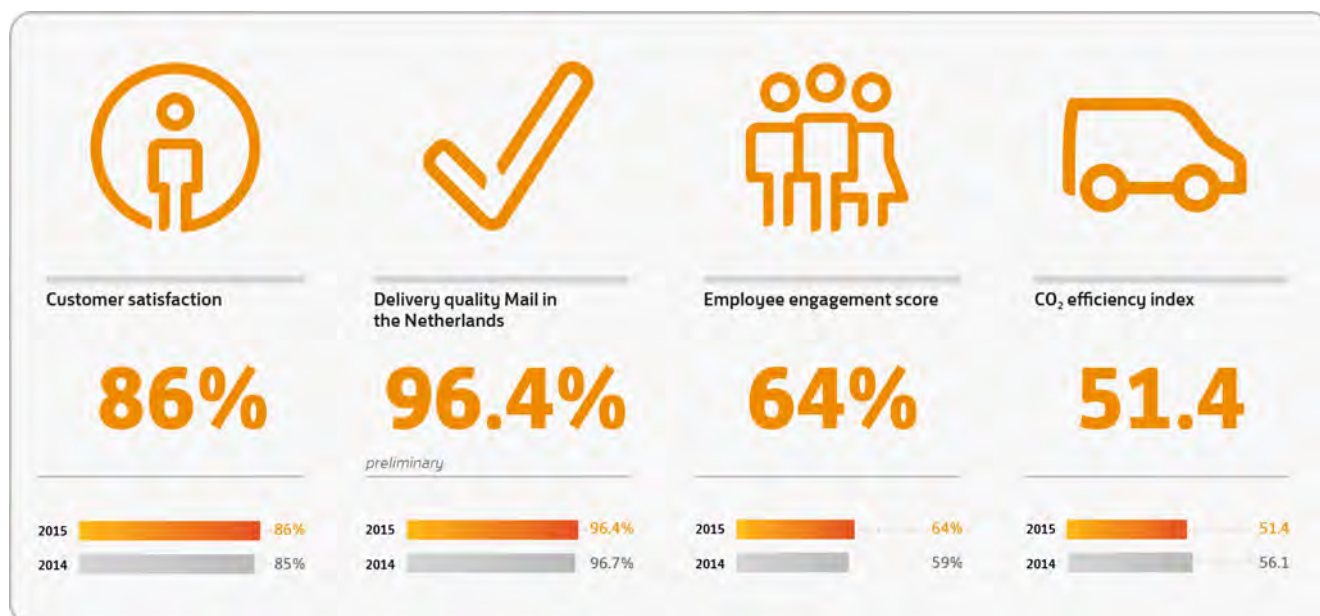 Customer satisfaction
86%
2015 86%
2014 85%
Delivery quality Mail in
the Netherlands
96.4%
preliminary
2015 96.4%
2014 96.7%
Employee engagement score
64%
2015 64%
2014 59%
CO₂ efficiency index
51.4
2015 51.4
2014 56.1